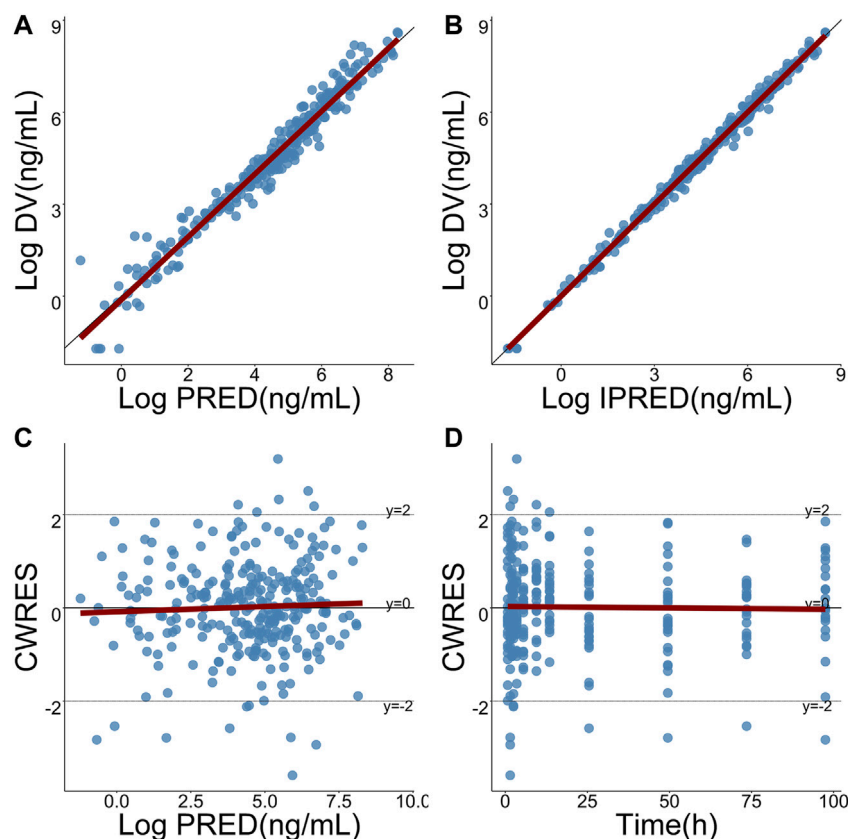 A
9
6
3
0
Log DV(ng/mL)
0
2
4
6
8
Log PRED(ng/mL)
B
9
6
3
0
Log DV(ng/mL)
0
3
6
9
Log IPRED(ng/mL)
C
2
0
-2
CWRES
y=2
y=0
y=-2
0.0
2.5
5.0
7.5
10.0
Log PRED(ng/mL)
D
2
0
-2
CWRES
y=2
y=0
y=-2
0
25
50
75
100
Time(h)